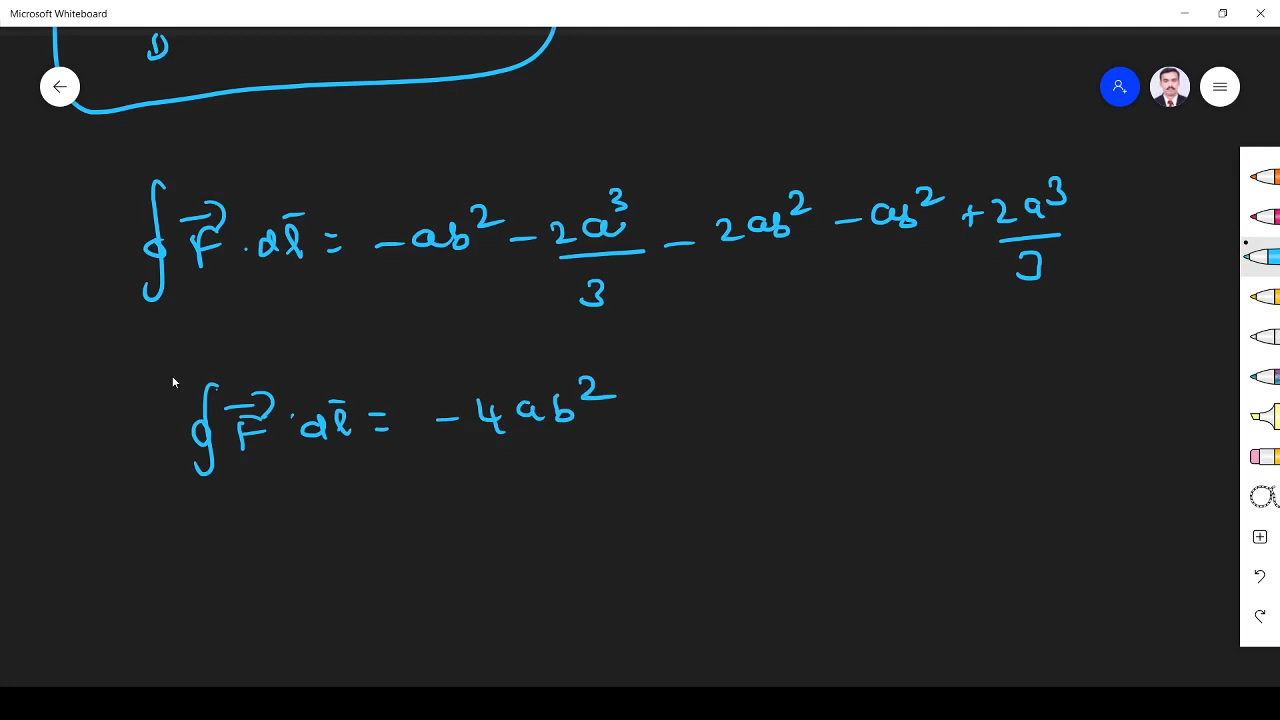 Microsoft Whiteboard
D
∮ F⃗ · dl̄ = -ab² - 2a³/3 - 2ab² - ab² + 2a³/3
∮ F⃗ · dl̄ = -4ab²